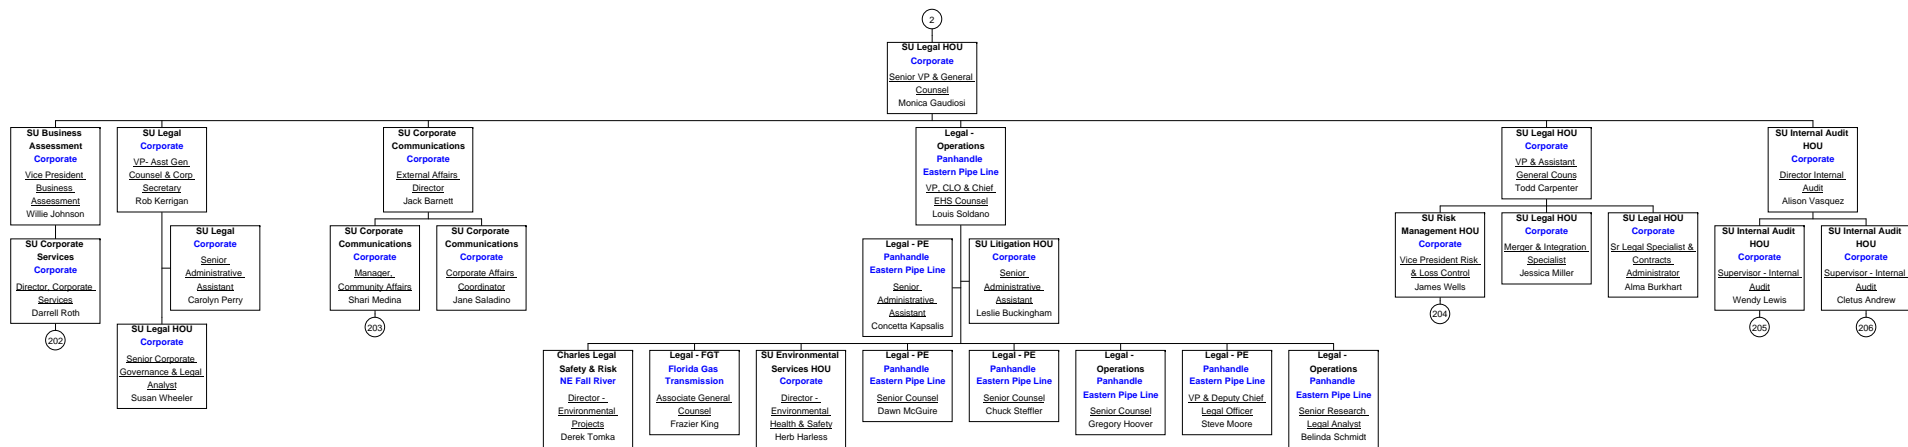 2
SU Legal HOU
Corporate
Senior VP & General
Counsel
Monica Gaudiosi
SU Business
Assessment
Corporate
Vice President
Business
Assessment
Willie Johnson
SU Legal
Corporate
VP- Asst Gen
Counsel & Corp
Secretary
Rob Kerrigan
SU Corporate
Communications
Corporate
External Affairs
Director
Jack Barnett
Legal -
Operations
Panhandle
Eastern Pipe Line
VP, CLO & Chief
EHS Counsel
Louis Soldano
SU Legal HOU
Corporate
VP & Assistant
General Couns
Todd Carpenter
SU Internal Audit
HOU
Corporate
Director Internal
Audit
Alison Vasquez
SU Corporate
Services
Corporate
Director, Corporate
Services
Darrell Roth
202
SU Legal
Corporate
Senior
Administrative
Assistant
Carolyn Perry
SU Legal HOU
Corporate
Senior Corporate
Governance & Legal
Analyst
Susan Wheeler
SU Corporate
Communications
Corporate
Manager,
Community Affairs
Shari Medina
203
SU Corporate
Communications
Corporate
Corporate Affairs
Coordinator
Jane Saladino
Legal - PE
Panhandle
Eastern Pipe Line
Senior
Administrative
Assistant
Concetta Kapsalis
SU Litigation HOU
Corporate
Senior
Administrative
Assistant
Leslie Buckingham
SU Risk
Management HOU
Corporate
Vice President Risk
& Loss Control
James Wells
204
SU Legal HOU
Corporate
Merger & Integration
Specialist
Jessica Miller
SU Legal HOU
Corporate
Sr Legal Specialist &
Contracts
Administrator
Alma Burkhart
SU Internal Audit
HOU
Corporate
Supervisor - Internal
Audit
Wendy Lewis
205
SU Internal Audit
HOU
Corporate
Supervisor - Internal
Audit
Cletus Andrew
206
Charles Legal
Safety & Risk
NE Fall River
Director -
Environmental
Projects
Derek Tomka
Legal - FGT
Florida Gas
Transmission
Associate General
Counsel
Frazier King
SU Environmental
Services HOU
Corporate
Director -
Environmental
Health & Safety
Herb Harless
Legal - PE
Panhandle
Eastern Pipe Line
Senior Counsel
Dawn McGuire
Legal - PE
Panhandle
Eastern Pipe Line
Senior Counsel
Chuck Steffler
Legal -
Operations
Panhandle
Eastern Pipe Line
Senior Counsel
Gregory Hoover
Legal - PE
Panhandle
Eastern Pipe Line
VP & Deputy Chief
Legal Officer
Steve Moore
Legal -
Operations
Panhandle
Eastern Pipe Line
Senior Research
Legal Analyst
Belinda Schmidt